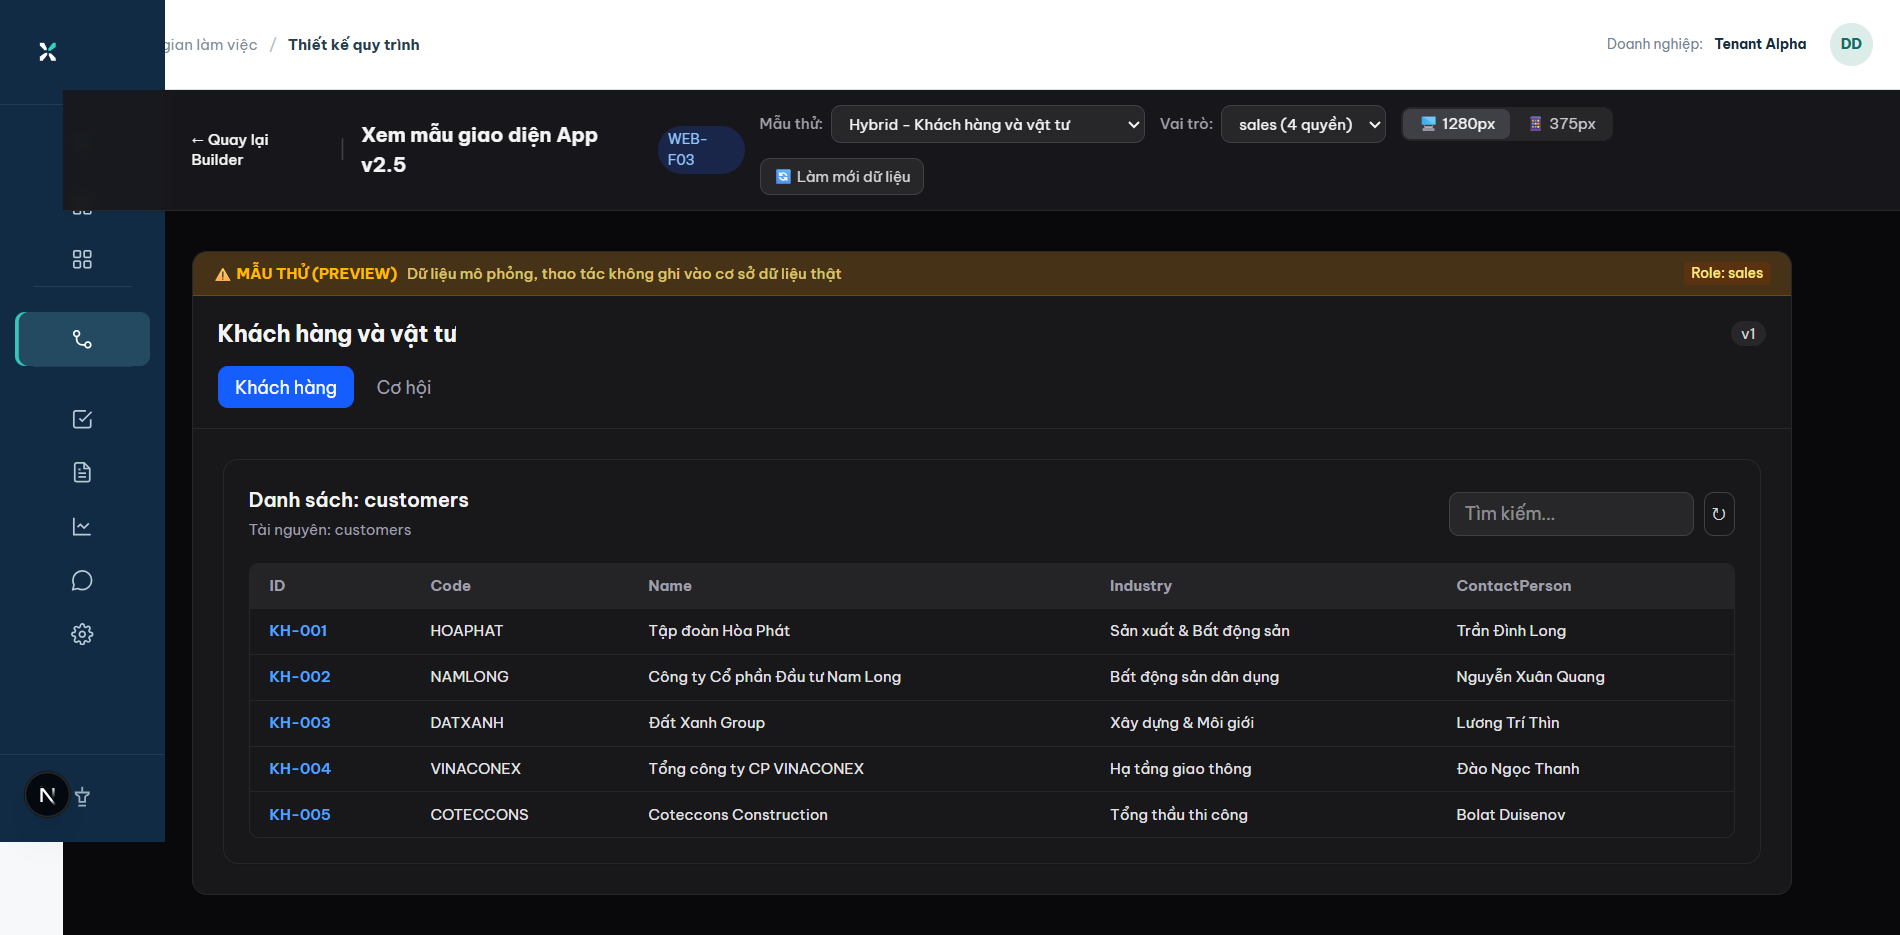 gian làm việc / Thiết kế quy trình
Doanh nghiệp: Tenant Alpha
DD
← Quay lại
Builder
Xem mẫu giao diện App
v2.5
WEB-
F03
Mẫu thử: Hybrid - Khách hàng và vật tư
Vai trò: sales (4 quyền)
1280px
375px
Làm mới dữ liệu
MẪU THỬ (PREVIEW) Dữ liệu mô phỏng, thao tác không ghi vào cơ sở dữ liệu thật
Role: sales
Khách hàng và vật tư
v1
Khách hàng
Cơ hội
Danh sách: customers
Tài nguyên: customers
Tìm kiếm...
ID Code Name Industry ContactPerson
KH-001 HOAPHAT Tập đoàn Hòa Phát Sản xuất & Bất động sản Trần Đình Long
KH-002 NAMLONG Công ty Cổ phần Đầu tư Nam Long Bất động sản dân dụng Nguyễn Xuân Quang
KH-003 DATXANH Đất Xanh Group Xây dựng & Môi giới Lương Trí Thìn
KH-004 VINACONEX Tổng công ty CP VINACONEX Hạ tầng giao thông Đào Ngọc Thanh
KH-005 COTECCONS Coteccons Construction Tổng thầu thi công Bolat Duisenov
N